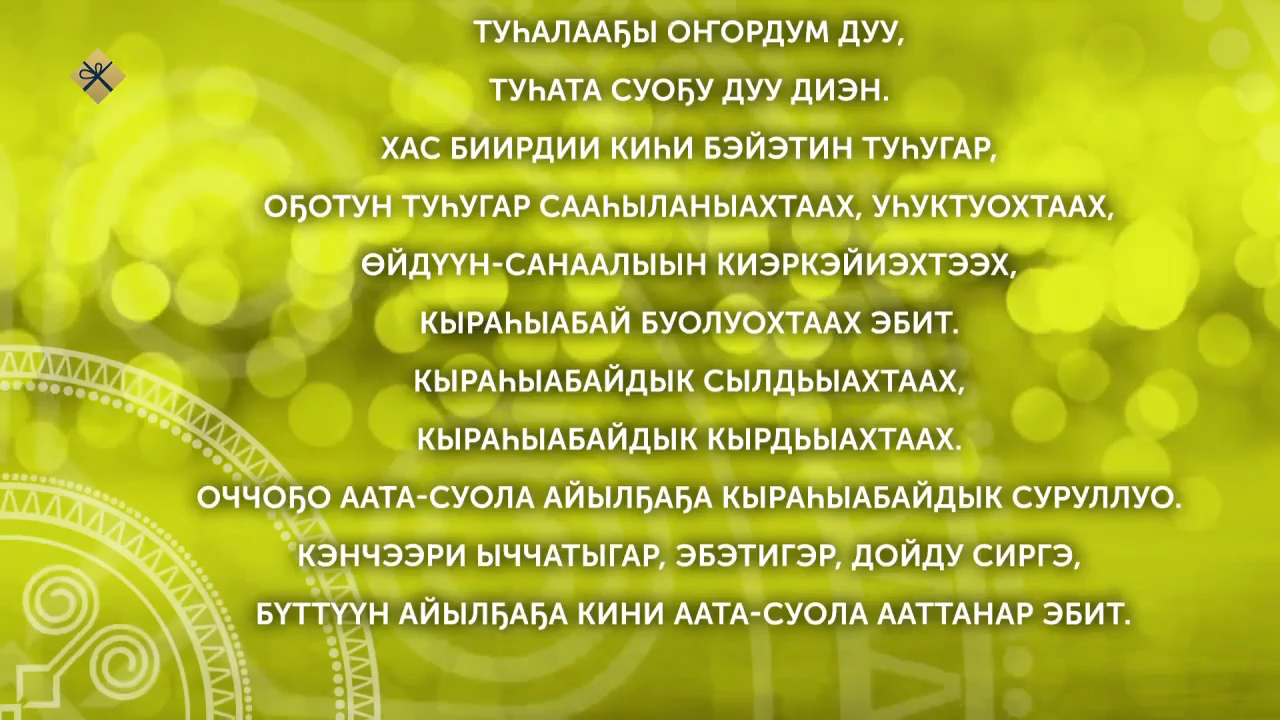 ТУҺАЛААҔЫ ОҤОРДУМ ДУУ,
ТУҺАТА СУОҔУ ДУУ ДИЭН.
ХАС БИИРДИИ КИҺИ БЭЙЭТИН ТУҺУГАР,
ОҔОТУН ТУҺУГАР СААҺЫЛАНЫАХТААХ, УҺУКТУОХТААХ,
ӨЙДҮҮН-САНААЛЫЫН КИЭРКЭЙИЭХТЭЭХ,
КЫРАҺЫАБАЙ БУОЛУОХТААХ ЭБИТ.
КЫРАҺЫАБАЙДЫК СЫЛДЬЫАХТААХ,
КЫРАҺЫАБАЙДЫК КЫРДЬЫАХТААХ.
ОЧЧОҔО ААТА-СУОЛА АЙЫЛҔАҔА КЫРАҺЫАБАЙДЫК СУРУЛЛУО.
КЭНЧЭЭРИ ЫЧЧАТЫГАР, ЭБЭТИГЭР, ДОЙДУ СИРГЭ,
БҮТТҮҮН АЙЫЛҔАҔА КИНИ ААТА-СУОЛА ААТТАНАР ЭБИТ.